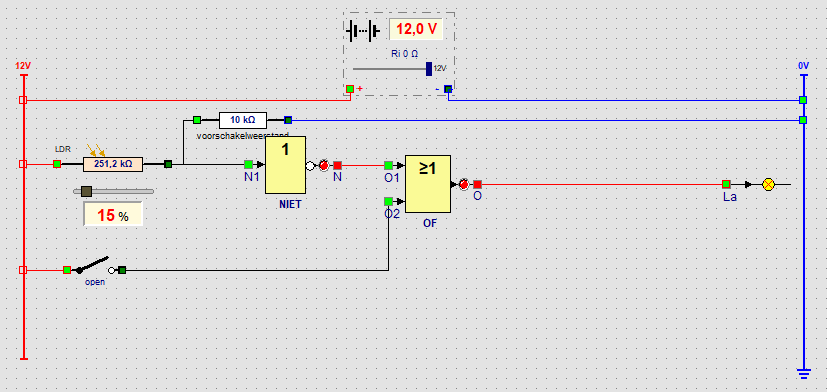 12,0 V
Ri 0 Ω
12V
+ -
12V
0V
10 kΩ
voorschakelweerstand
LDR
251,2 kΩ
1
N1
N
NIET
O1
≥1
O2
O
OF
La
15 %
open